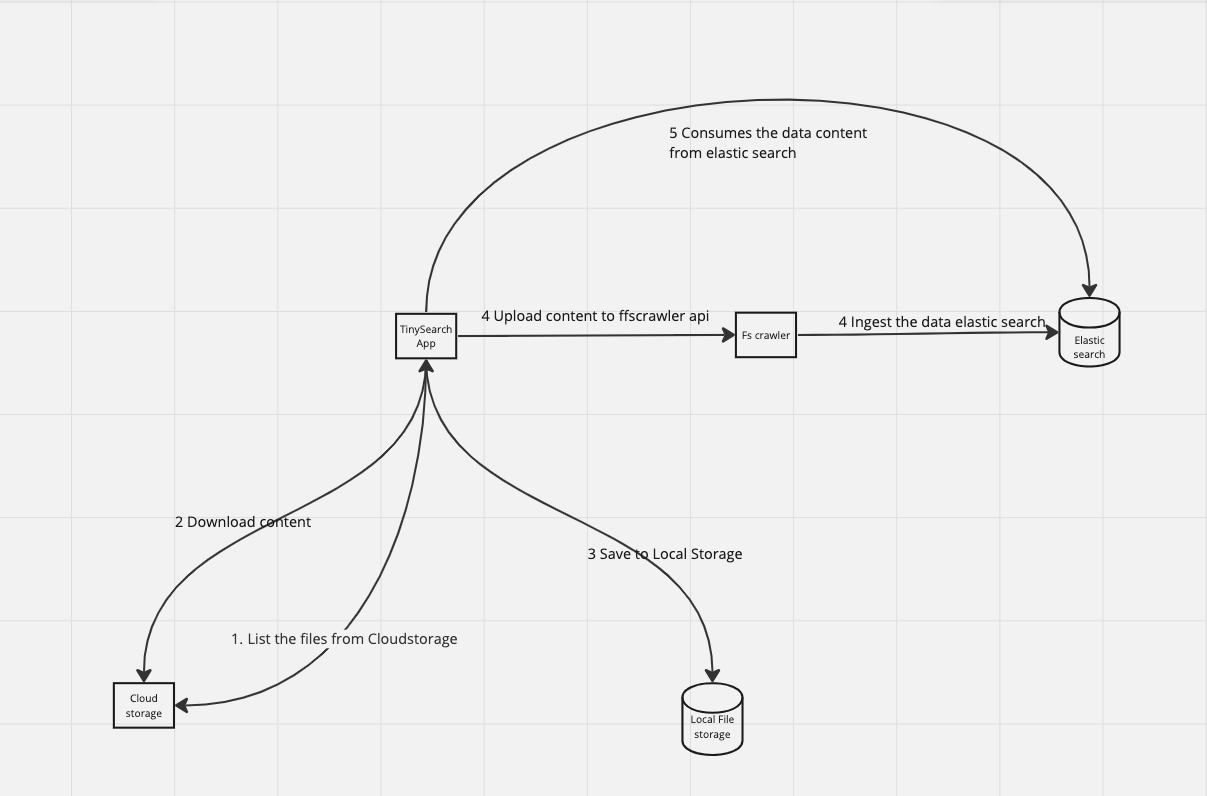 5 Consumes the data content
from elastic search
4 Upload content to ffscrawler api
4 Ingest the data elastic search
TinySearch
App
Fs crawler
Elastic
search
2 Download content
3 Save to Local Storage
1. List the files from Cloudstorage
Cloud
storage
Local File
storage